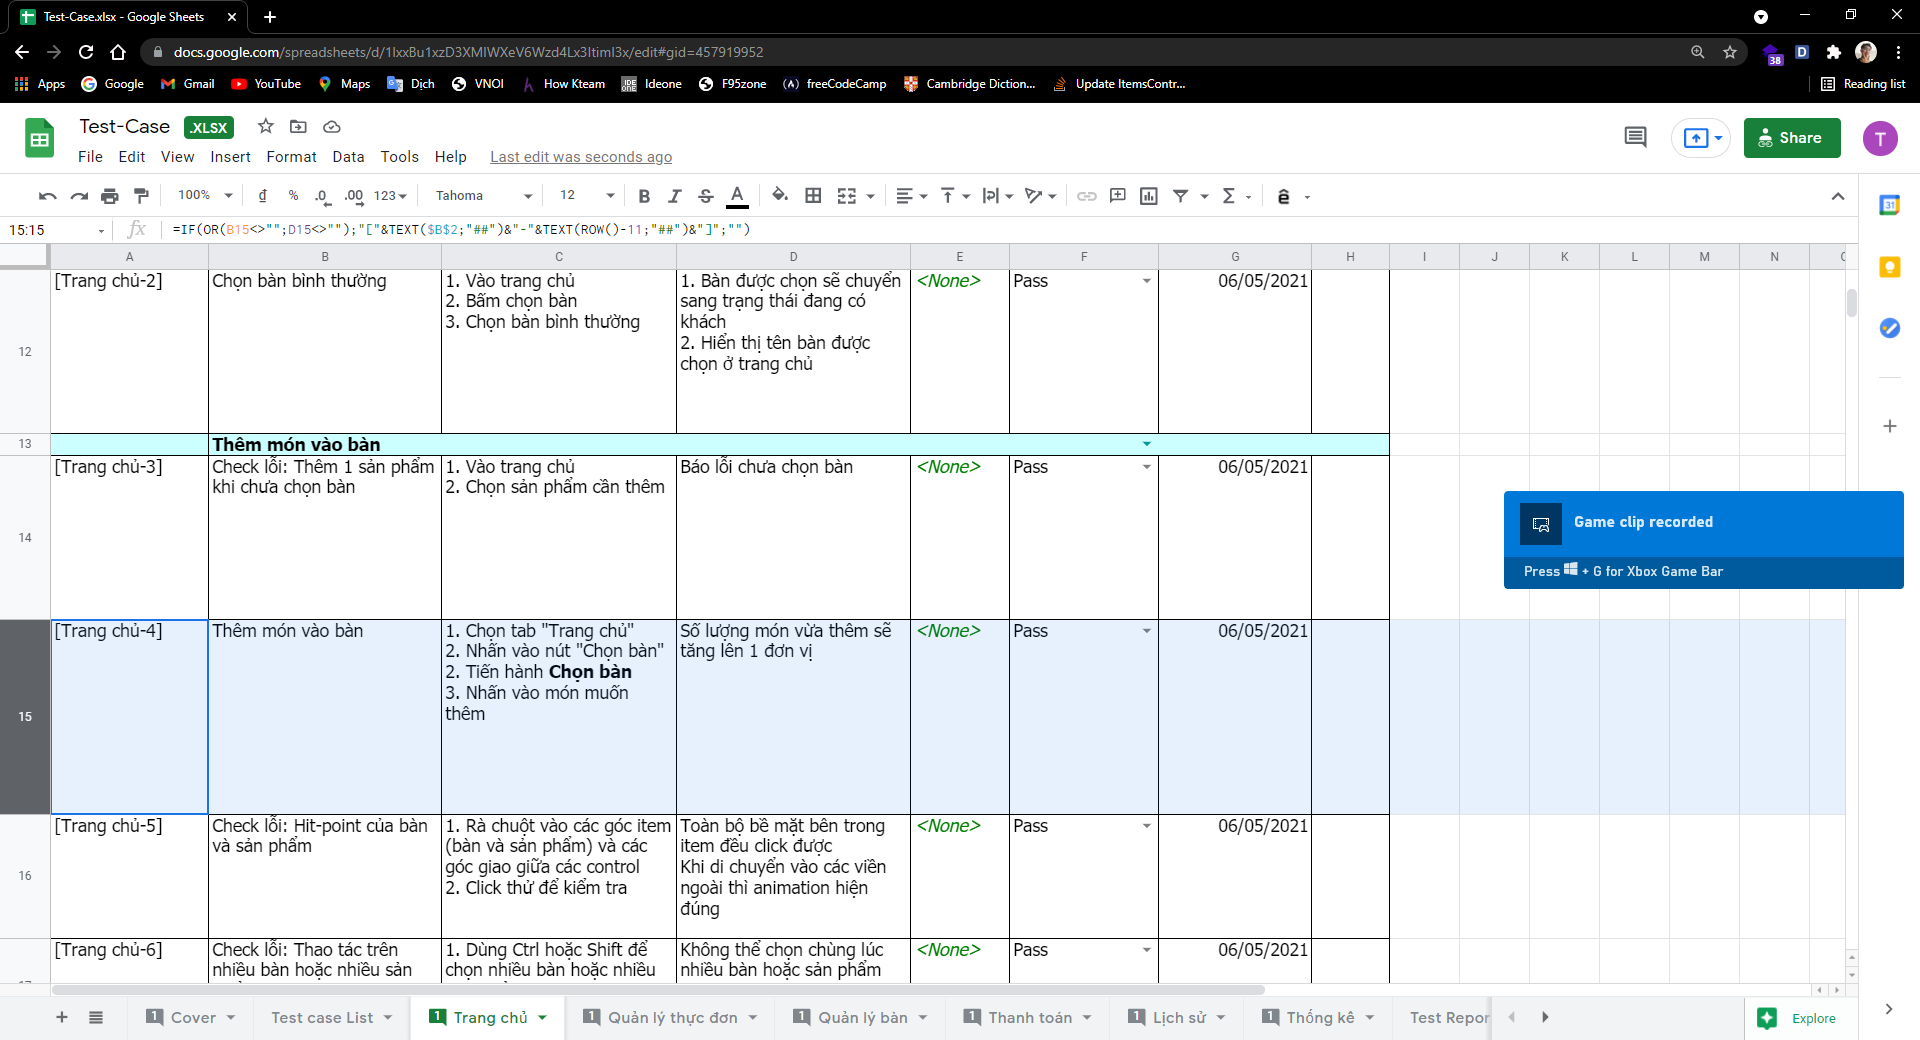 Test-Case.xlsx - Google Sheets
docs.google.com/spreadsheets/d/1IxxBu1xzD3XMIWXeV6Wzd4Lx3ItimI3x/edit#gid=457919952
38
Apps Google Gmail YouTube Maps Dịch VNOI How Kteam Ideone F95zone freeCodeCamp Cambridge Diction... Update ItemsContr... Reading list
Test-Case .XLSX
Share
T
File Edit View Insert Format Data Tools Help Last edit was seconds ago
100% đ % .0 .00 123 Tahoma 12 B I S A
15:15 fx =IF(OR(B15<>"";D15<>"");"["&TEXT($B$2;"##")&"-"&TEXT(ROW()-11;"##")&"]";"")
A B C D E F G H I J K L M N
12
[Trang chủ-2]
Chọn bàn bình thường
1. Vào trang chủ
2. Bấm chọn bàn
3. Chọn bàn bình thường
1. Bàn được chọn sẽ chuyển
sang trạng thái đang có
khách
2. Hiển thị tên bàn được
chọn ở trang chủ
<None>
Pass
06/05/2021
13
Thêm món vào bàn
14
[Trang chủ-3]
Check lỗi: Thêm 1 sản phẩm
khi chưa chọn bàn
1. Vào trang chủ
2. Chọn sản phẩm cần thêm
Báo lỗi chưa chọn bàn
<None>
Pass
06/05/2021
15
[Trang chủ-4]
Thêm món vào bàn
1. Chọn tab "Trang chủ"
2. Nhấn vào nút "Chọn bàn"
2. Tiến hành Chọn bàn
3. Nhấn vào món muốn
thêm
Số lượng món vừa thêm sẽ
tăng lên 1 đơn vị
<None>
Pass
06/05/2021
16
[Trang chủ-5]
Check lỗi: Hit-point của bàn
và sản phẩm
1. Rà chuột vào các góc item
(bàn và sản phẩm) và các
góc giao giữa các control
2. Click thử để kiểm tra
Toàn bộ bề mặt bên trong
item đều click được
Khi di chuyển vào các viền
ngoài thì animation hiện
đúng
<None>
Pass
06/05/2021
[Trang chủ-6]
Check lỗi: Thao tác trên
nhiều bàn hoặc nhiều sản
1. Dùng Ctrl hoặc Shift để
chọn nhiều bàn hoặc nhiều
Không thể chọn chùng lúc
nhiều bàn hoặc sản phẩm
<None>
Pass
06/05/2021
Game clip recorded
Press + G for Xbox Game Bar
1 Cover Test case List 1 Trang chủ 1 Quản lý thực đơn 1 Quản lý bàn 1 Thanh toán 1 Lịch sử 1 Thống kê Test Repor
Explore